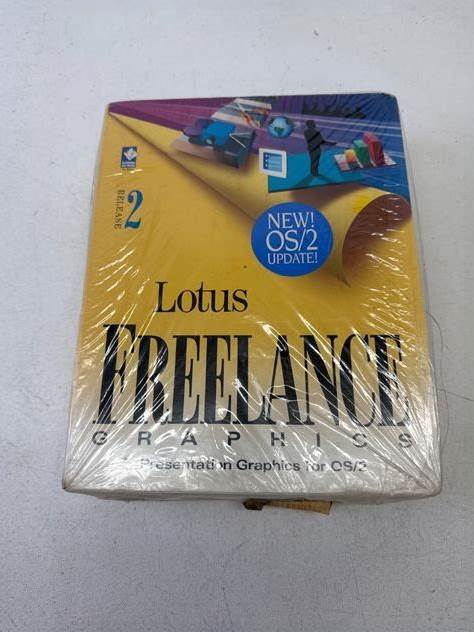 RELEASE 2
NEW!
OS/2
UPDATE!
Lotus
FREELANCE
GRAPHICS
Presentation Graphics for OS/2